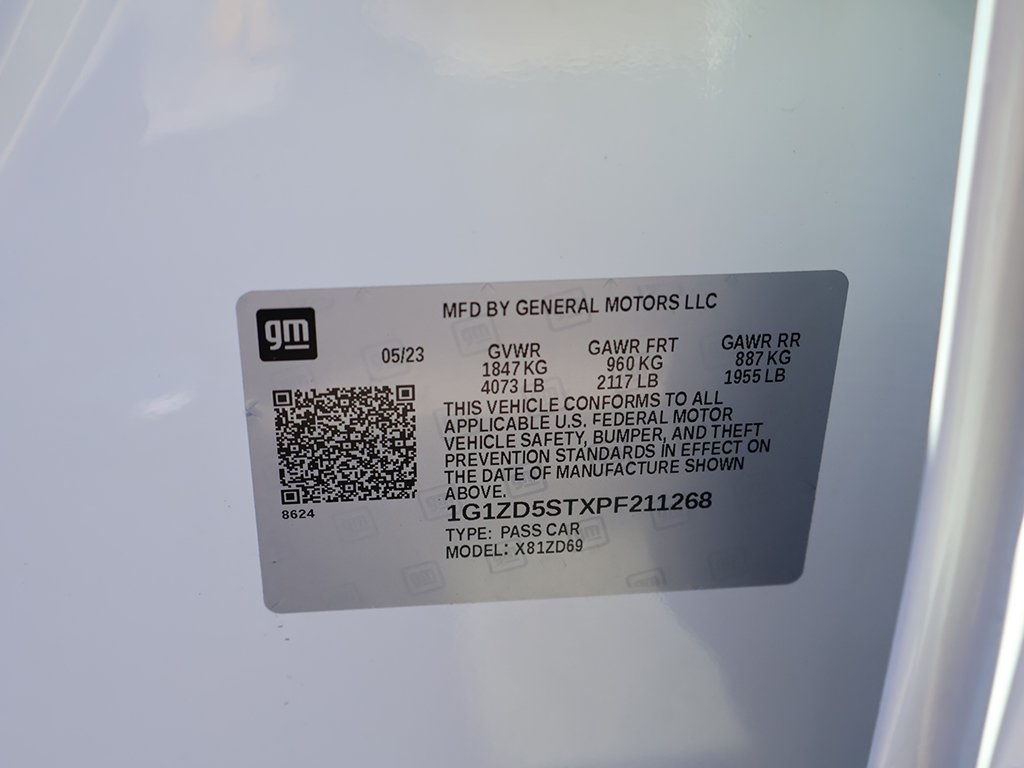 MFD BY GENERAL MOTORS LLC
gm
05/23
GVWR GAWR FRT GAWR RR
1847 KG 960 KG 887 KG
4073 LB 2117 LB 1955 LB
THIS VEHICLE CONFORMS TO ALL
APPLICABLE U.S. FEDERAL MOTOR
VEHICLE SAFETY, BUMPER, AND THEFT
PREVENTION STANDARDS IN EFFECT ON
THE DATE OF MANUFACTURE SHOWN
ABOVE.
8624
1G1ZD5STXPF211268
TYPE: PASS CAR
MODEL: X81ZD69